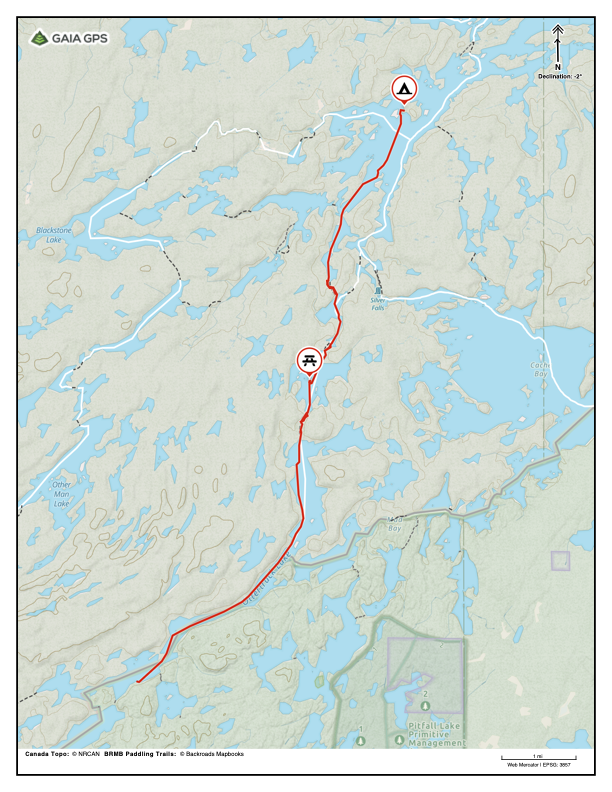 GAIA GPS
N
Declination: -2°
Blackstone
Lake
Silver
Falls
Cache
Bay
Other
Man
Lake
Bay
2
1
Pitfall Lake
Primitive
Management
Canada Topo: © NRCAN BRMB Paddling Trails: © Backroads Mapbooks
1 mi
Web Mercator | EPSG: 3857